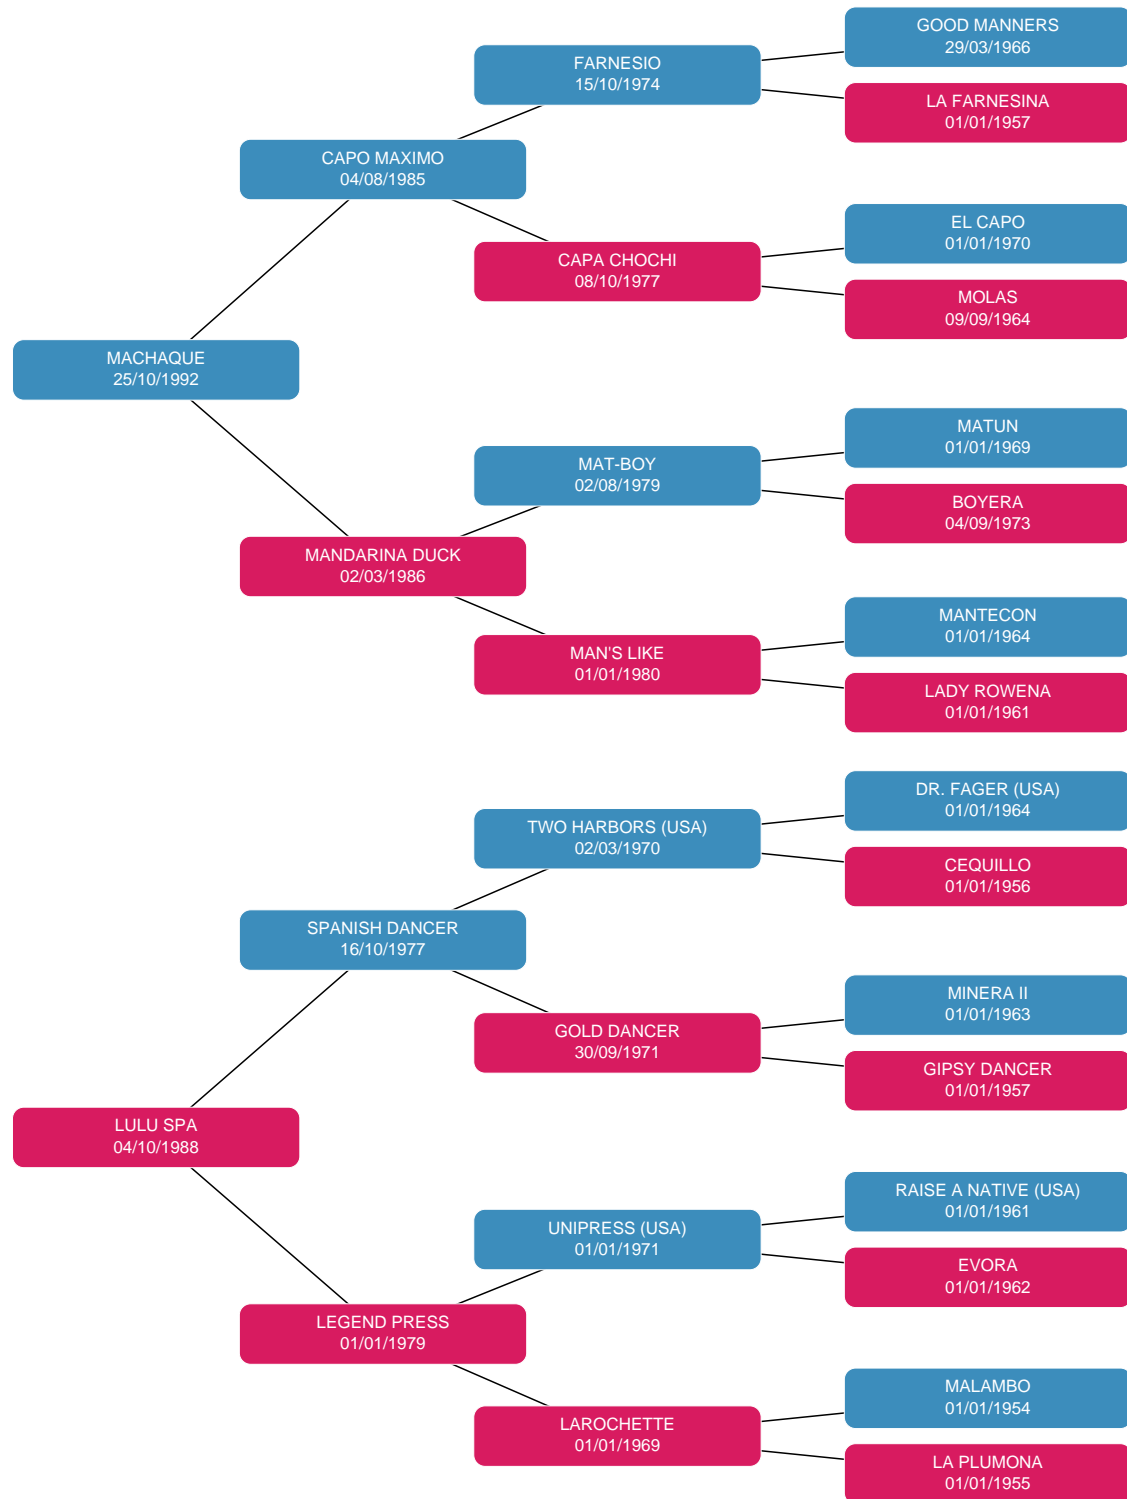 GOOD MANNERS
29/03/1966
FARNESIO
15/10/1974
LA FARNESINA
01/01/1957
CAPO MAXIMO
04/08/1985
EL CAPO
01/01/1970
CAPA CHOCHI
08/10/1977
MOLAS
09/09/1964
MACHAQUE
25/10/1992
MATUN
01/01/1969
MAT-BOY
02/08/1979
BOYERA
04/09/1973
MANDARINA DUCK
02/03/1986
MANTECON
01/01/1964
MAN'S LIKE
01/01/1980
LADY ROWENA
01/01/1961
DR. FAGER (USA)
01/01/1964
TWO HARBORS (USA)
02/03/1970
CEQUILLO
01/01/1956
SPANISH DANCER
16/10/1977
MINERA II
01/01/1963
GOLD DANCER
30/09/1971
GIPSY DANCER
01/01/1957
LULU SPA
04/10/1988
RAISE A NATIVE (USA)
01/01/1961
UNIPRESS (USA)
01/01/1971
EVORA
01/01/1962
LEGEND PRESS
01/01/1979
MALAMBO
01/01/1954
LAROCHETTE
01/01/1969
LA PLUMONA
01/01/1955